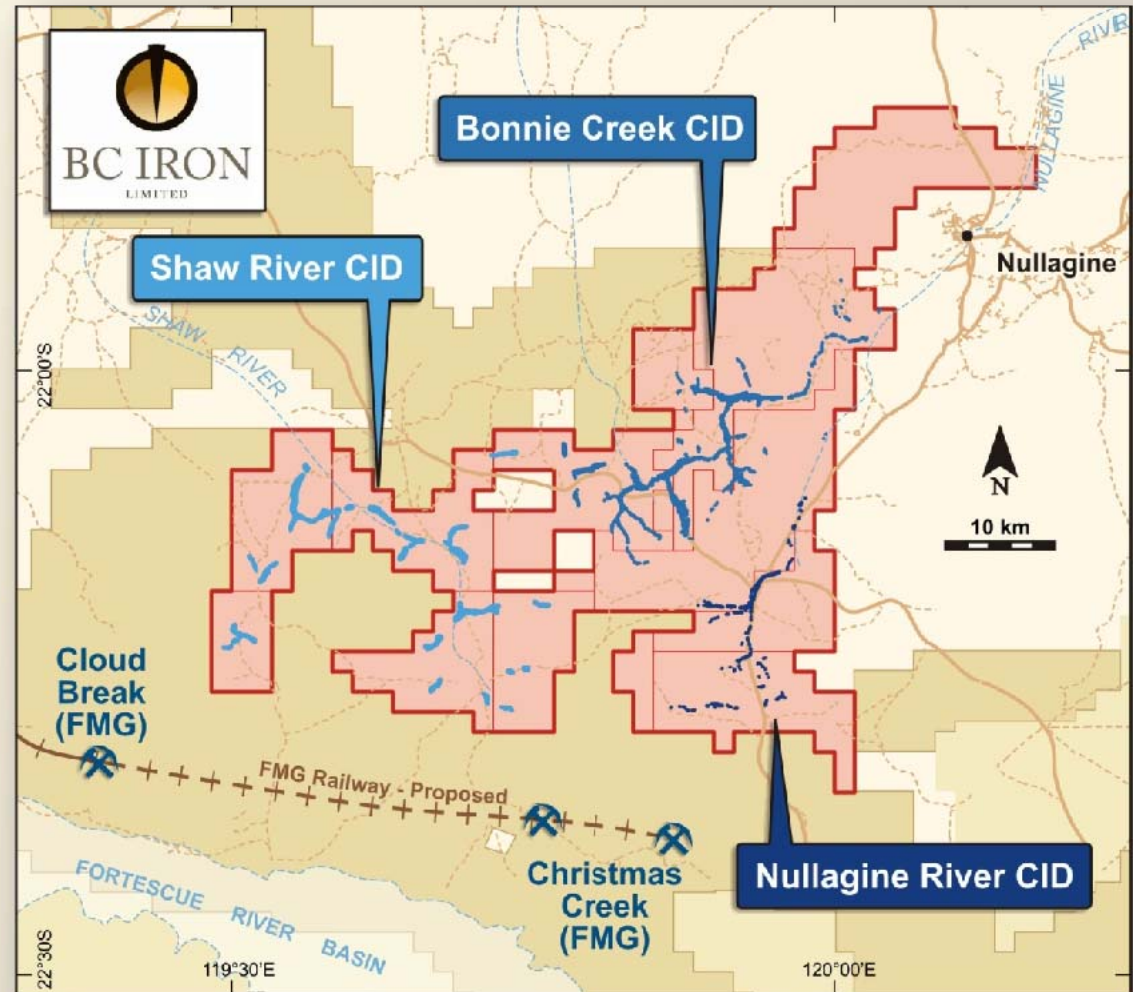 BC IRON
LIMITED
Bonnie Creek CID
Shaw River CID
Nullagine River CID
NULLAGINE
RIVER
Nullagine
SHAW RIVER
22°00'S
N
10 km
Cloud
Break
(FMG)
FMG Railway - Proposed
Christmas
Creek
(FMG)
FORTESCUE RIVER BASIN
22°30'S
119°30'E
120°00'E